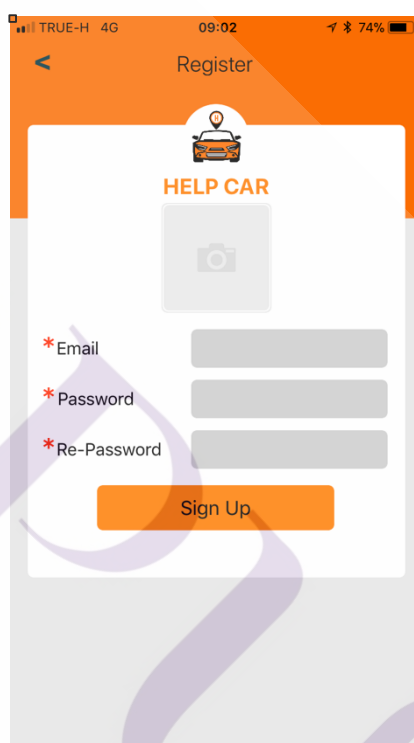 TRUE-H 4G 09:02 74%
< Register
H
HELP CAR
*Email
*Password
*Re-Password
Sign Up